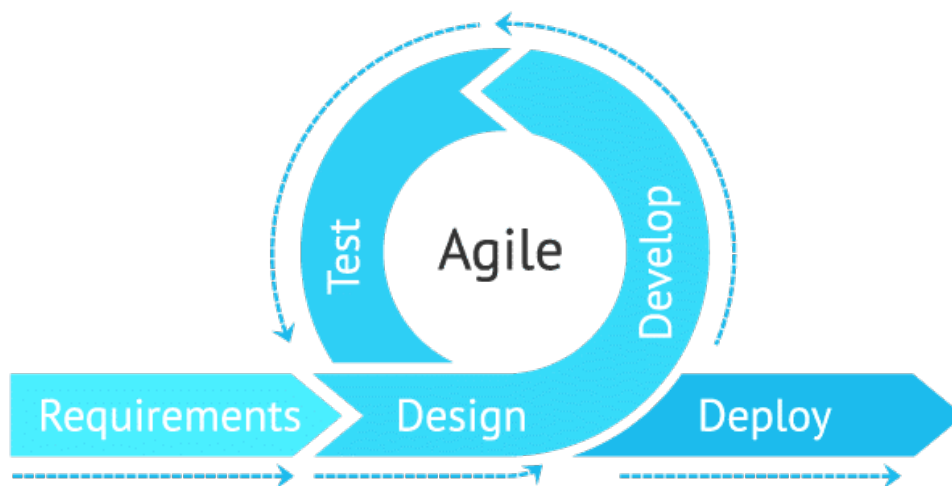 Agile
Test
Develop
Requirements
Design
Deploy